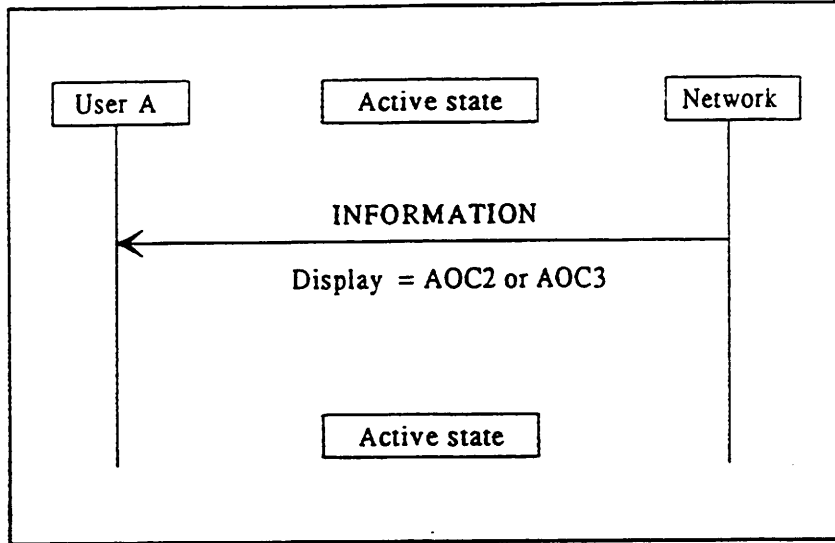 User A
Active state
Network
INFORMATION
Display = AOC2 or AOC3
Active state